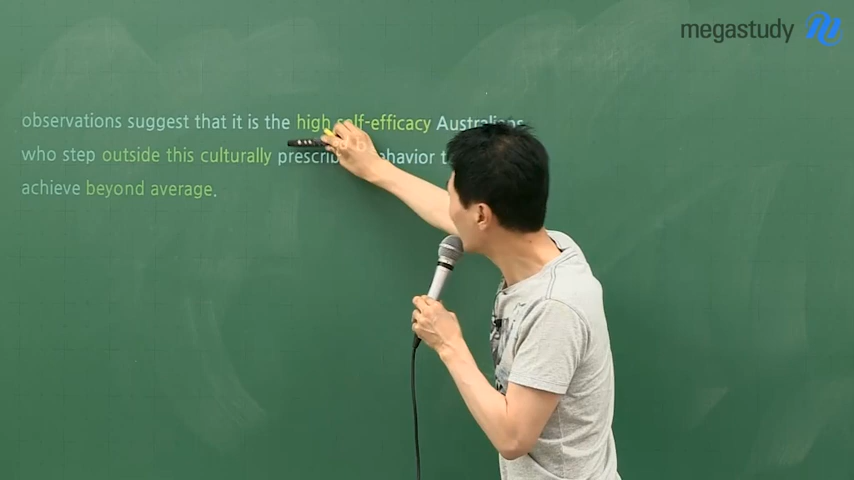 megastudy
observations suggest that it is the high self-efficacy Australians
who step outside this culturally behavior
achieve beyond average.